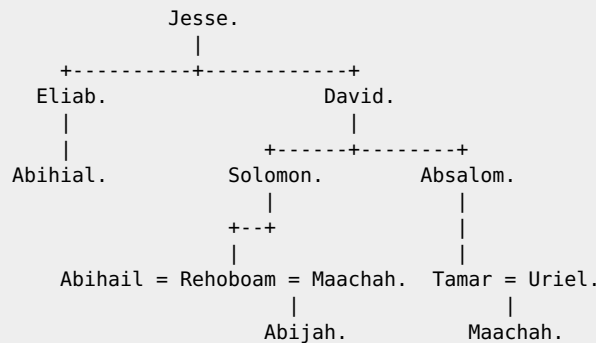 Jesse.
Eliab. David.
Abihial. Solomon. Absalom.
Abihail = Rehoboam = Maachah. Tamar = Uriel.
Abijah. Maachah.